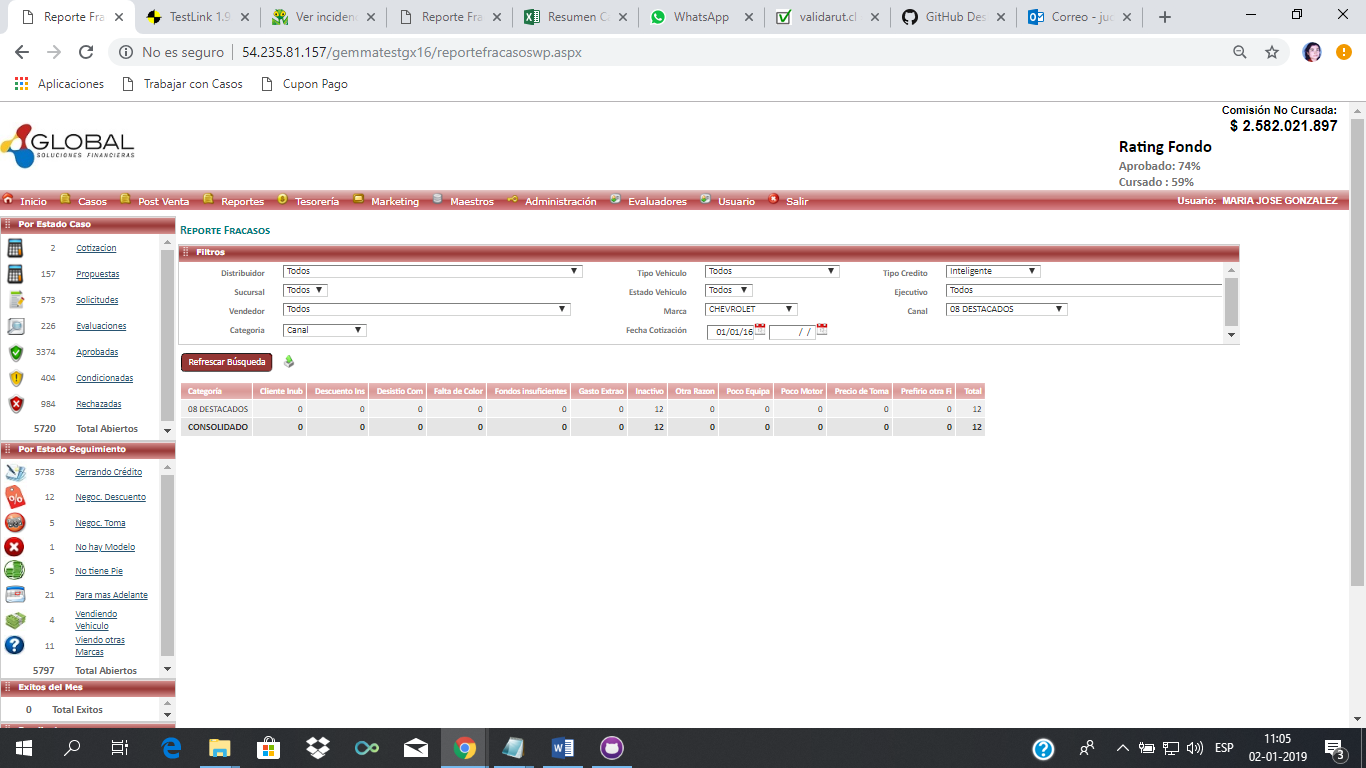 Reporte Fra
TestLink 1.9
Ver inciden
Reporte Fra
Resumen C
WhatsApp
validarut.cl
GitHub Des
Correo - juc
No es seguro
54.235.81.157/gemmatestgx16/reportefracasoswp.aspx
Aplicaciones
Trabajar con Casos
Cupon Pago
GLOBAL
SOLUCIONES FINANCIERAS
Comisión No Cursada:
$ 2.582.021.897
Rating Fondo
Aprobado: 74%
Cursado : 59%
Inicio Casos Post Venta Reportes Tesorería Marketing Maestros Administración Evaluadores Usuario Salir
Usuario: MARIA JOSE GONZALEZ
Por Estado Caso
2 Cotizacion
157 Propuestas
573 Solicitudes
226 Evaluaciones
3374 Aprobadas
404 Condicionadas
984 Rechazadas
5720 Total Abiertos
Por Estado Seguimiento
5738 Cerrando Crédito
12 Negoc. Descuento
5 Negoc. Toma
1 No hay Modelo
5 No tiene Pie
21 Para mas Adelante
4 Vendiendo
Vehiculo
11 Viendo otras
Marcas
5797 Total Abiertos
Exitos del Mes
0 Total Exitos
Reporte Fracasos
Filtros
Distribuidor Todos Tipo Vehiculo Todos Tipo Credito Inteligente
Sucursal Todos Estado Vehiculo Todos Ejecutivo Todos
Vendedor Todos Marca CHEVROLET Canal 08 DESTACADOS
Categoria Canal Fecha Cotización 01/01/16 / /
Refrescar Búsqueda
Categoría Cliente Inub Descuento Ins Desistio Com Falta de Color Fondos insuficientes Gasto Extrao Inactivo Otra Razon Poco Equipa Poco Motor Precio de Toma Prefirio otra Fi Total
08 DESTACADOS 0 0 0 0 0 0 12 0 0 0 0 0 12
CONSOLIDADO 0 0 0 0 0 0 12 0 0 0 0 0 12
ESP
11:05
02-01-2019
3